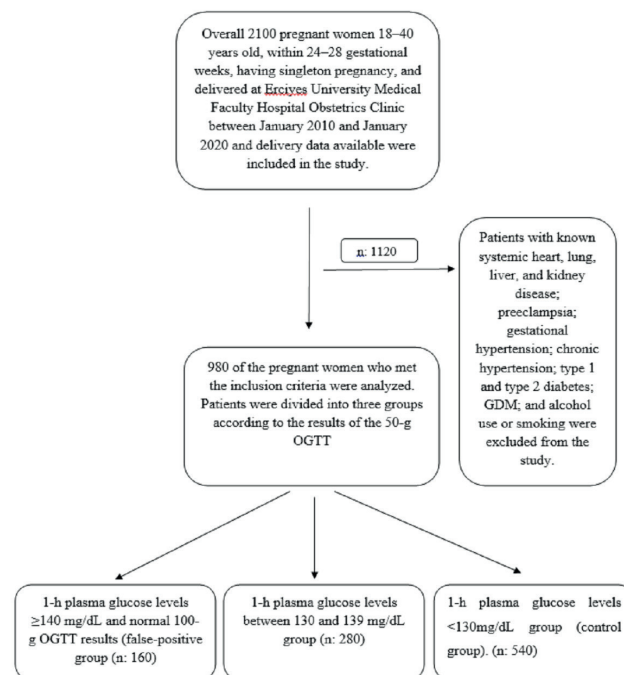 Overall 2100 pregnant women 18–40
years old, within 24–28 gestational
weeks, having singleton pregnancy, and
delivered at Erciyes University Medical
Faculty Hospital Obstetrics Clinic
between January 2010 and January
2020 and delivery data available were
included in the study.
n: 1120
Patients with known
systemic heart, lung,
liver, and kidney
disease;
preeclampsia;
gestational
hypertension; chronic
hypertension; type 1
and type 2 diabetes;
GDM; and alcohol
use or smoking were
excluded from the
study.
980 of the pregnant women who met
the inclusion criteria were analyzed.
Patients were divided into three groups
according to the results of the 50-g
OGTT
1-h plasma glucose levels
≥140 mg/dL and normal 100-
g OGTT results (false-positive
group (n: 160)
1-h plasma glucose levels
between 130 and 139 mg/dL
group (n: 280)
1-h plasma glucose levels
<130mg/dL group (control
group). (n: 540)